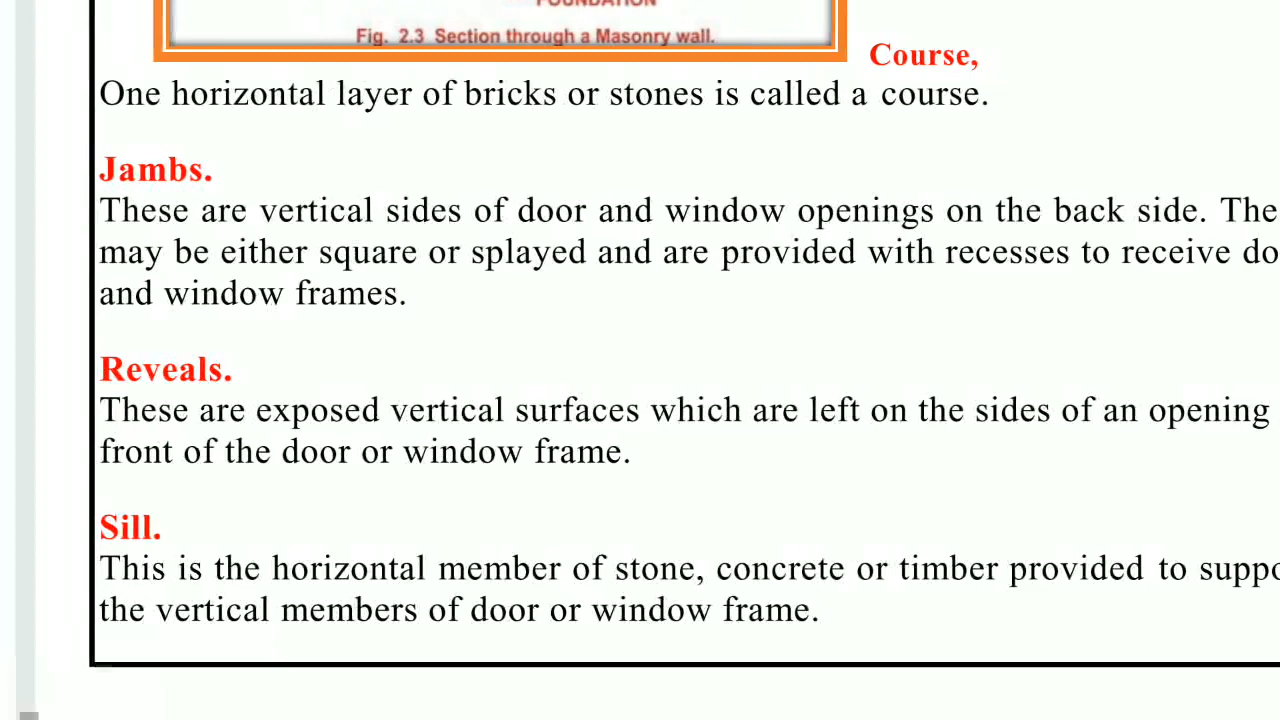 FOUNDATION
Fig. 2.3 Section through a Masonry wall.
Course,
One horizontal layer of bricks or stones is called a course.
Jambs.
These are vertical sides of door and window openings on the back side. The
may be either square or splayed and are provided with recesses to receive do
and window frames.
Reveals.
These are exposed vertical surfaces which are left on the sides of an opening
front of the door or window frame.
Sill.
This is the horizontal member of stone, concrete or timber provided to suppo
the vertical members of door or window frame.